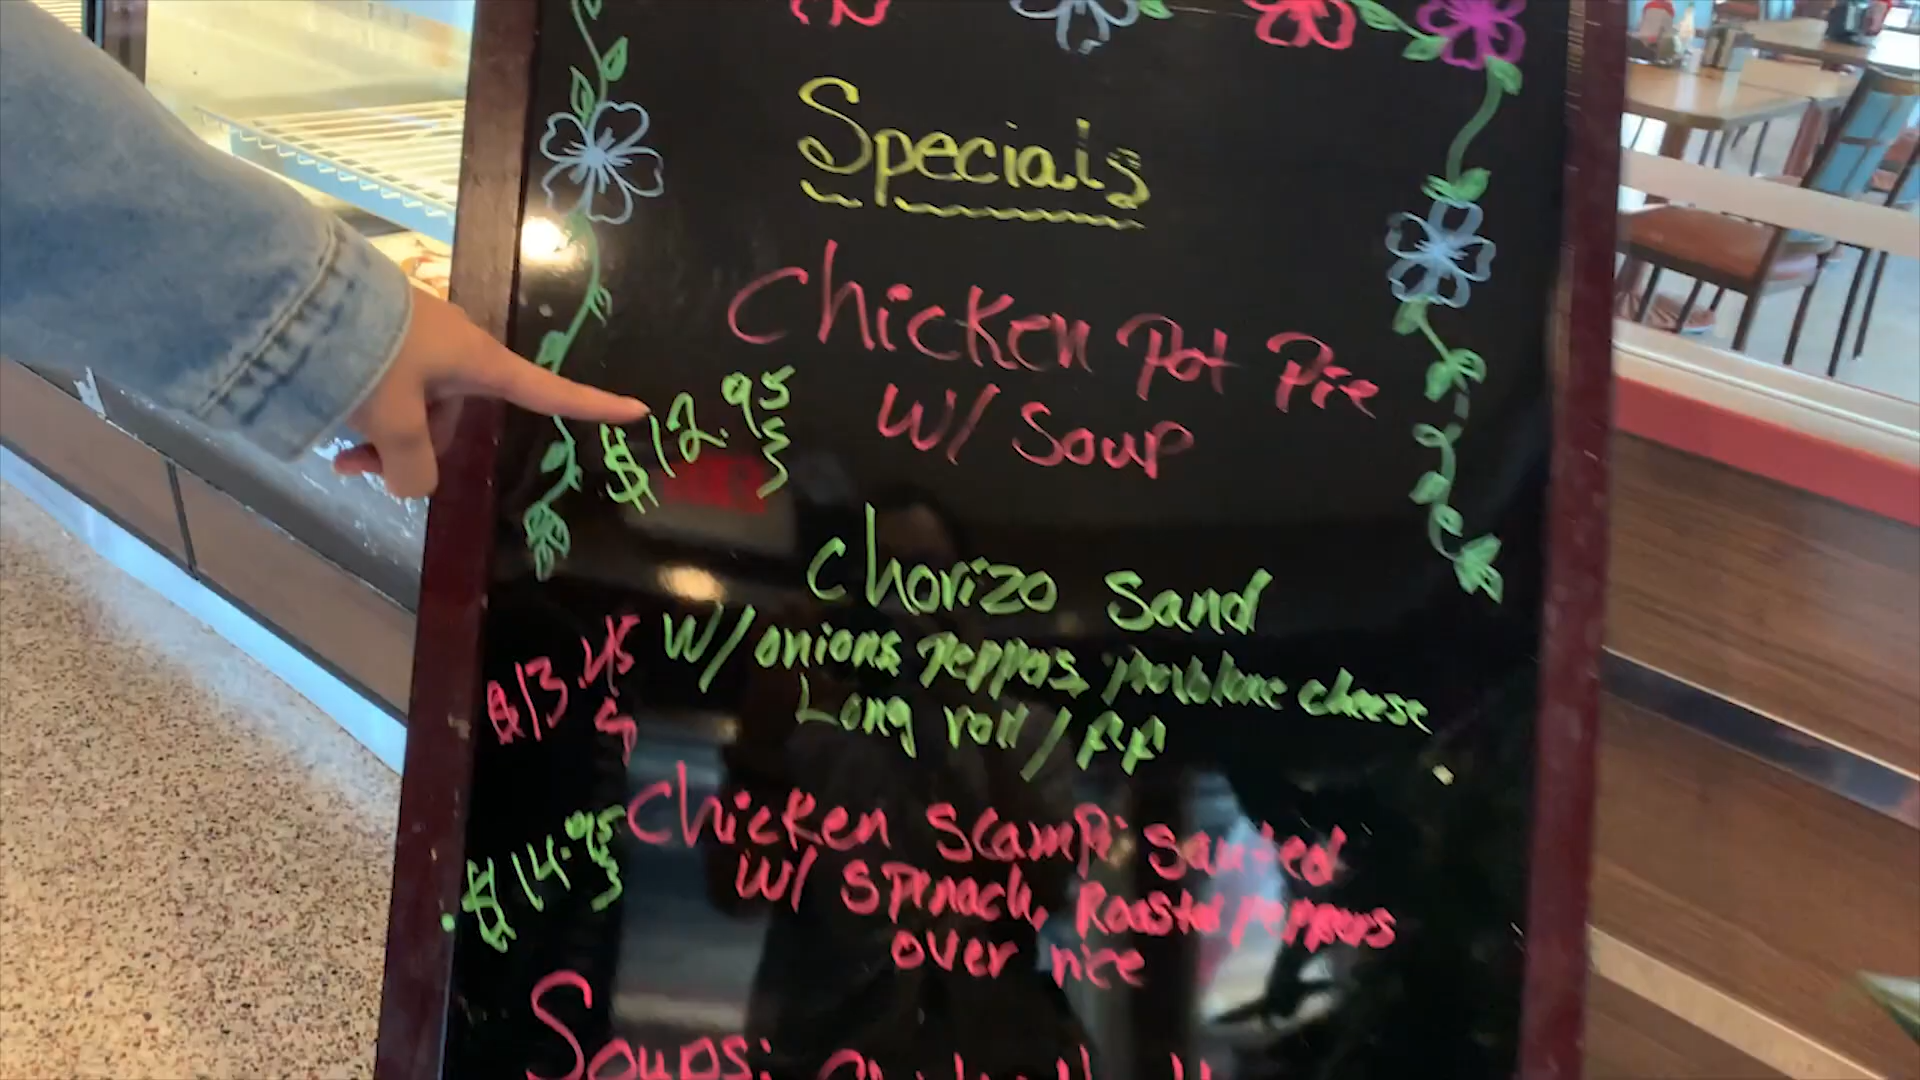 Specials
Chicken Pot Pie
W/ Soup
$12.95
Chorizo Sand
W/ onions, peppers, provolone cheese
Long roll / FF
$13.45
Chicken Scampi sauted
W/ Spinach, Roasted peppers
over rice
$14.95
Soups: